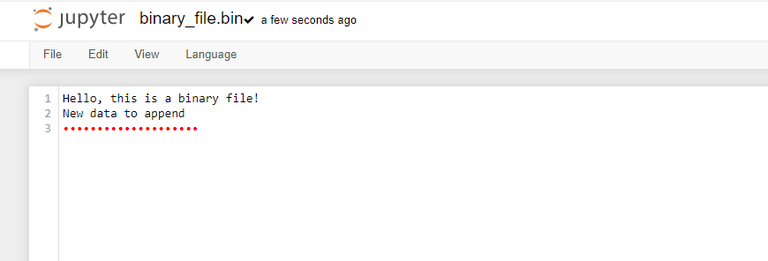 jupyter binary_file.bin✔ a few seconds ago
File Edit View Language
1 Hello, this is a binary file!
2 New data to append
3 ••••••••••••••••••••